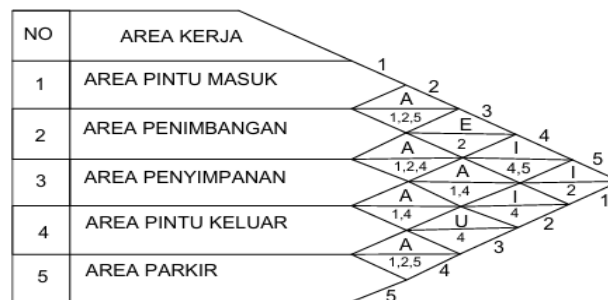 NO AREA KERJA
1 AREA PINTU MASUK
2 AREA PENIMBANGAN
3 AREA PENYIMPANAN
4 AREA PINTU KELUAR
5 AREA PARKIR
1
2
3
4
5
A
1,2,5
E
2
I
4,5
I
2
A
1,2,4
A
1,4
I
4
A
1,4
U
4
A
1,2,5
1
2
3
4
5